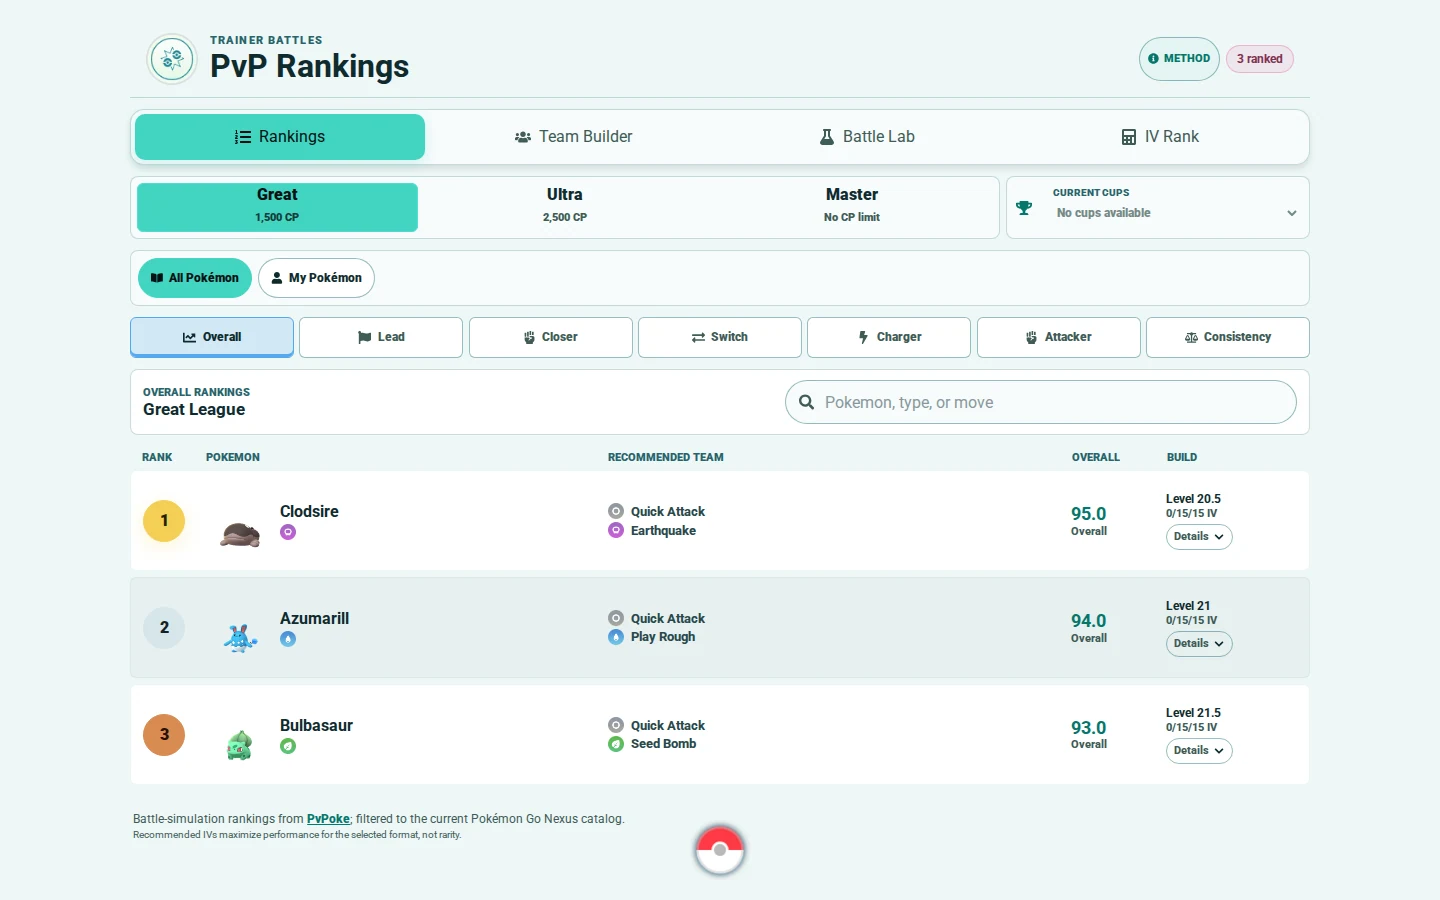 TRAINER BATTLES
PvP Rankings
METHOD
3 ranked
Rankings
Team Builder
Battle Lab
IV Rank
Great
1,500 CP
Ultra
2,500 CP
Master
No CP limit
CURRENT CUPS
No cups available
All Pokémon
My Pokémon
Overall
Lead
Closer
Switch
Charger
Attacker
Consistency
OVERALL RANKINGS
Great League
Pokemon, type, or move
RANK
POKEMON
RECOMMENDED TEAM
OVERALL
BUILD
1
Clodsire
Quick Attack
Earthquake
95.0
Overall
Level 20.5
0/15/15 IV
Details
2
Azumarill
Quick Attack
Play Rough
94.0
Overall
Level 21
0/15/15 IV
Details
3
Bulbasaur
Quick Attack
Seed Bomb
93.0
Overall
Level 21.5
0/15/15 IV
Details
Battle-simulation rankings from PvPoke; filtered to the current Pokémon Go Nexus catalog.
Recommended IVs maximize performance for the selected format, not rarity.